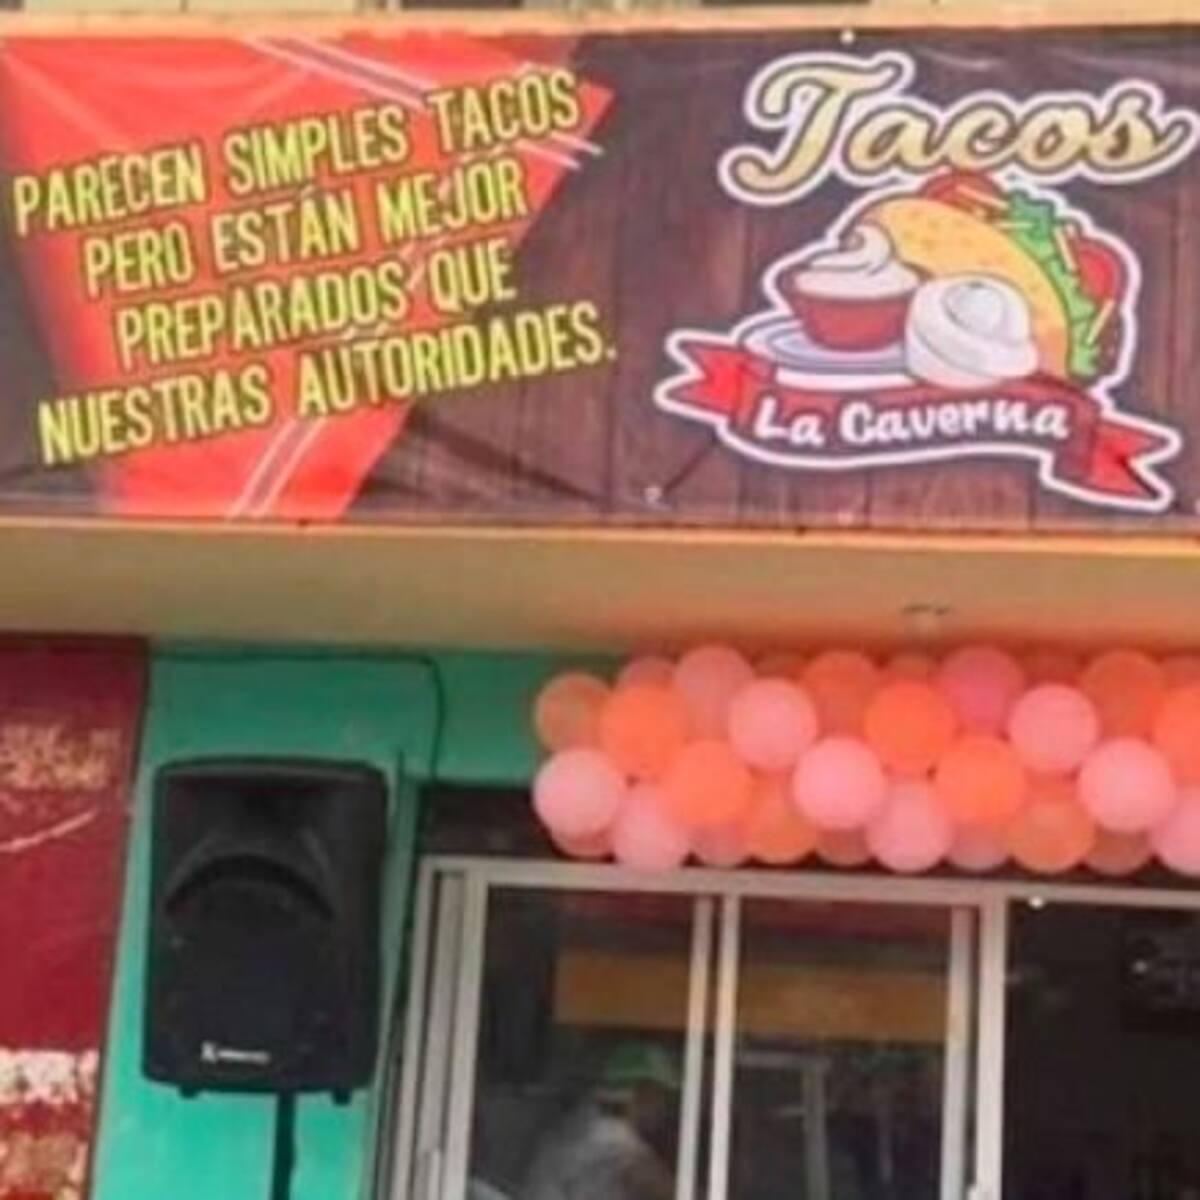 PARECEN SIMPLES TACOS
PERO ESTÁN MEJOR
PREPARADOS QUE
NUESTRAS AUTORIDADES.
Tacos
La Caverna